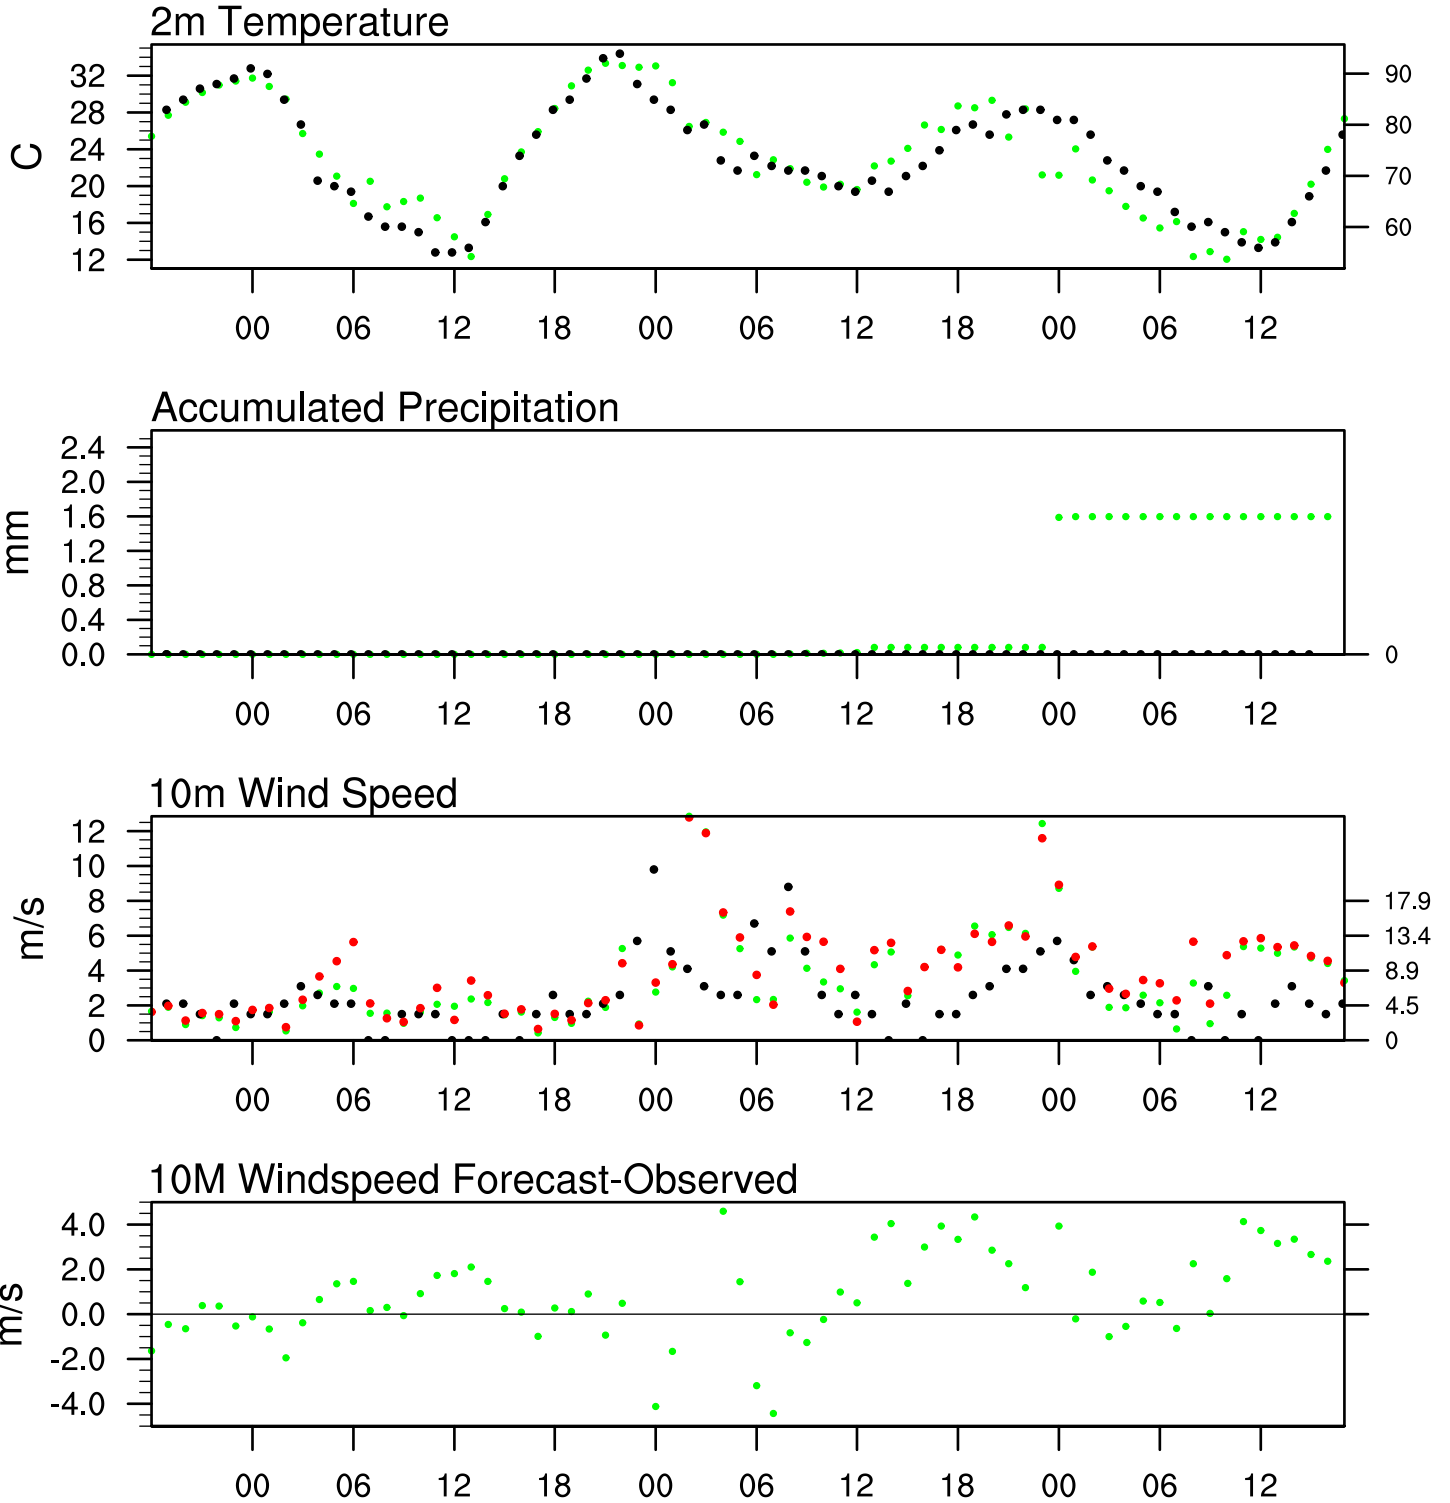 2m Temperature
32
28
24
20
16
12
C
90
80
70
60
00 06 12 18 00 06 12 18 00 06 12
Accumulated Precipitation
2.4
2.0
1.6
1.2
0.8
0.4
0.0
mm
0
00 06 12 18 00 06 12 18 00 06 12
10m Wind Speed
12
10
8
6
4
2
0
m/s
17.9
13.4
8.9
4.5
0
00 06 12 18 00 06 12 18 00 06 12
10M Windspeed Forecast-Observed
4.0
2.0
0.0
-2.0
-4.0
m/s
00 06 12 18 00 06 12 18 00 06 12